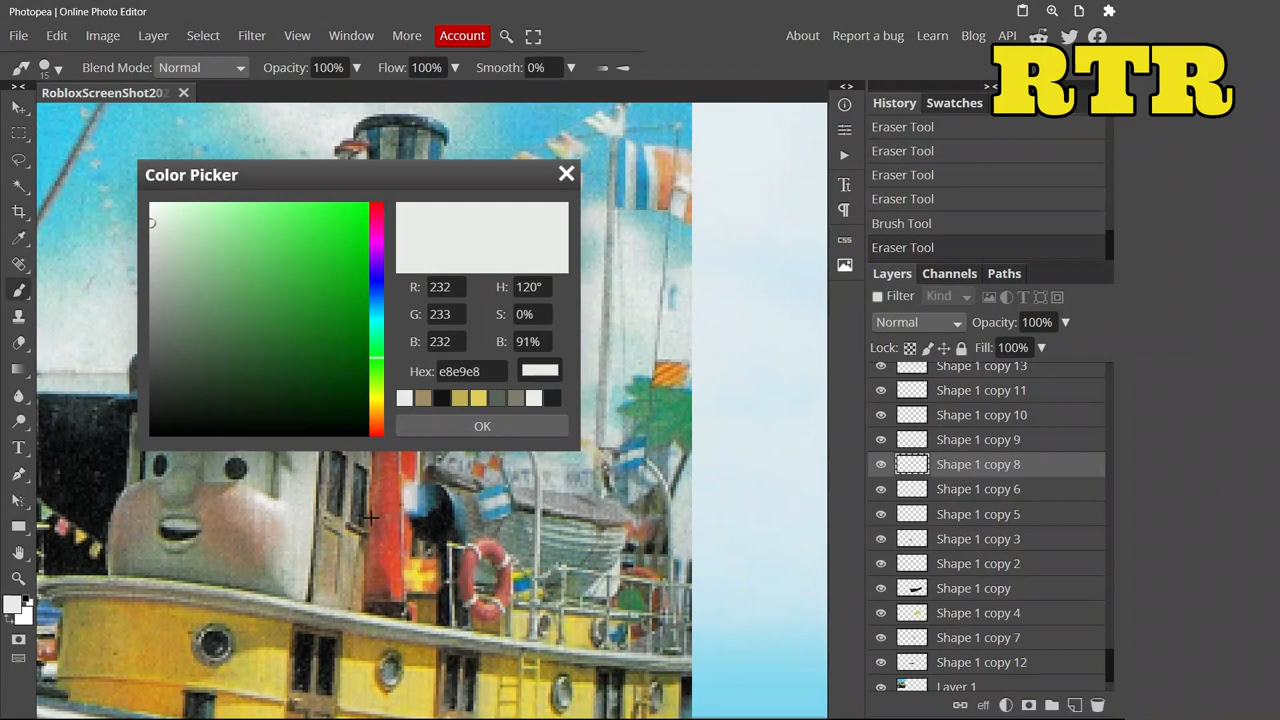 Photopea | Online Photo Editor
File Edit Image Layer Select Filter View Window More Account About Report a bug Learn Blog API
15 Blend Mode: Normal Opacity: 100% Flow: 100% Smooth: 0%
RTR
RobloxScreenShot202
History Swatches
Eraser Tool
Eraser Tool
Eraser Tool
Eraser Tool
Brush Tool
Eraser Tool
Color Picker
R: 232 H: 120°
G: 233 S: 0%
B: 232 B: 91%
Hex: e8e9e8
OK
CSS
Layers Channels Paths
Filter Kind
Normal Opacity: 100%
Lock: Fill: 100%
Shape 1 copy 13
Shape 1 copy 11
Shape 1 copy 10
Shape 1 copy 9
Shape 1 copy 8
Shape 1 copy 6
Shape 1 copy 5
Shape 1 copy 3
Shape 1 copy 2
Shape 1 copy
Shape 1 copy 4
Shape 1 copy 7
Shape 1 copy 12
Layer 1
eff